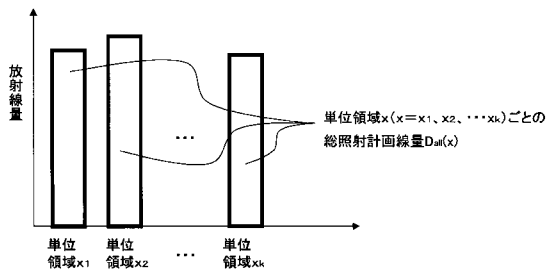 放射線量
単位領域x(x=x₁、x₂、・・・xₖ)ごとの
総照射計画線量Dall(x)
・・・
単位
領域x₁
単位
領域x₂
・・・
単位
領域xₖ